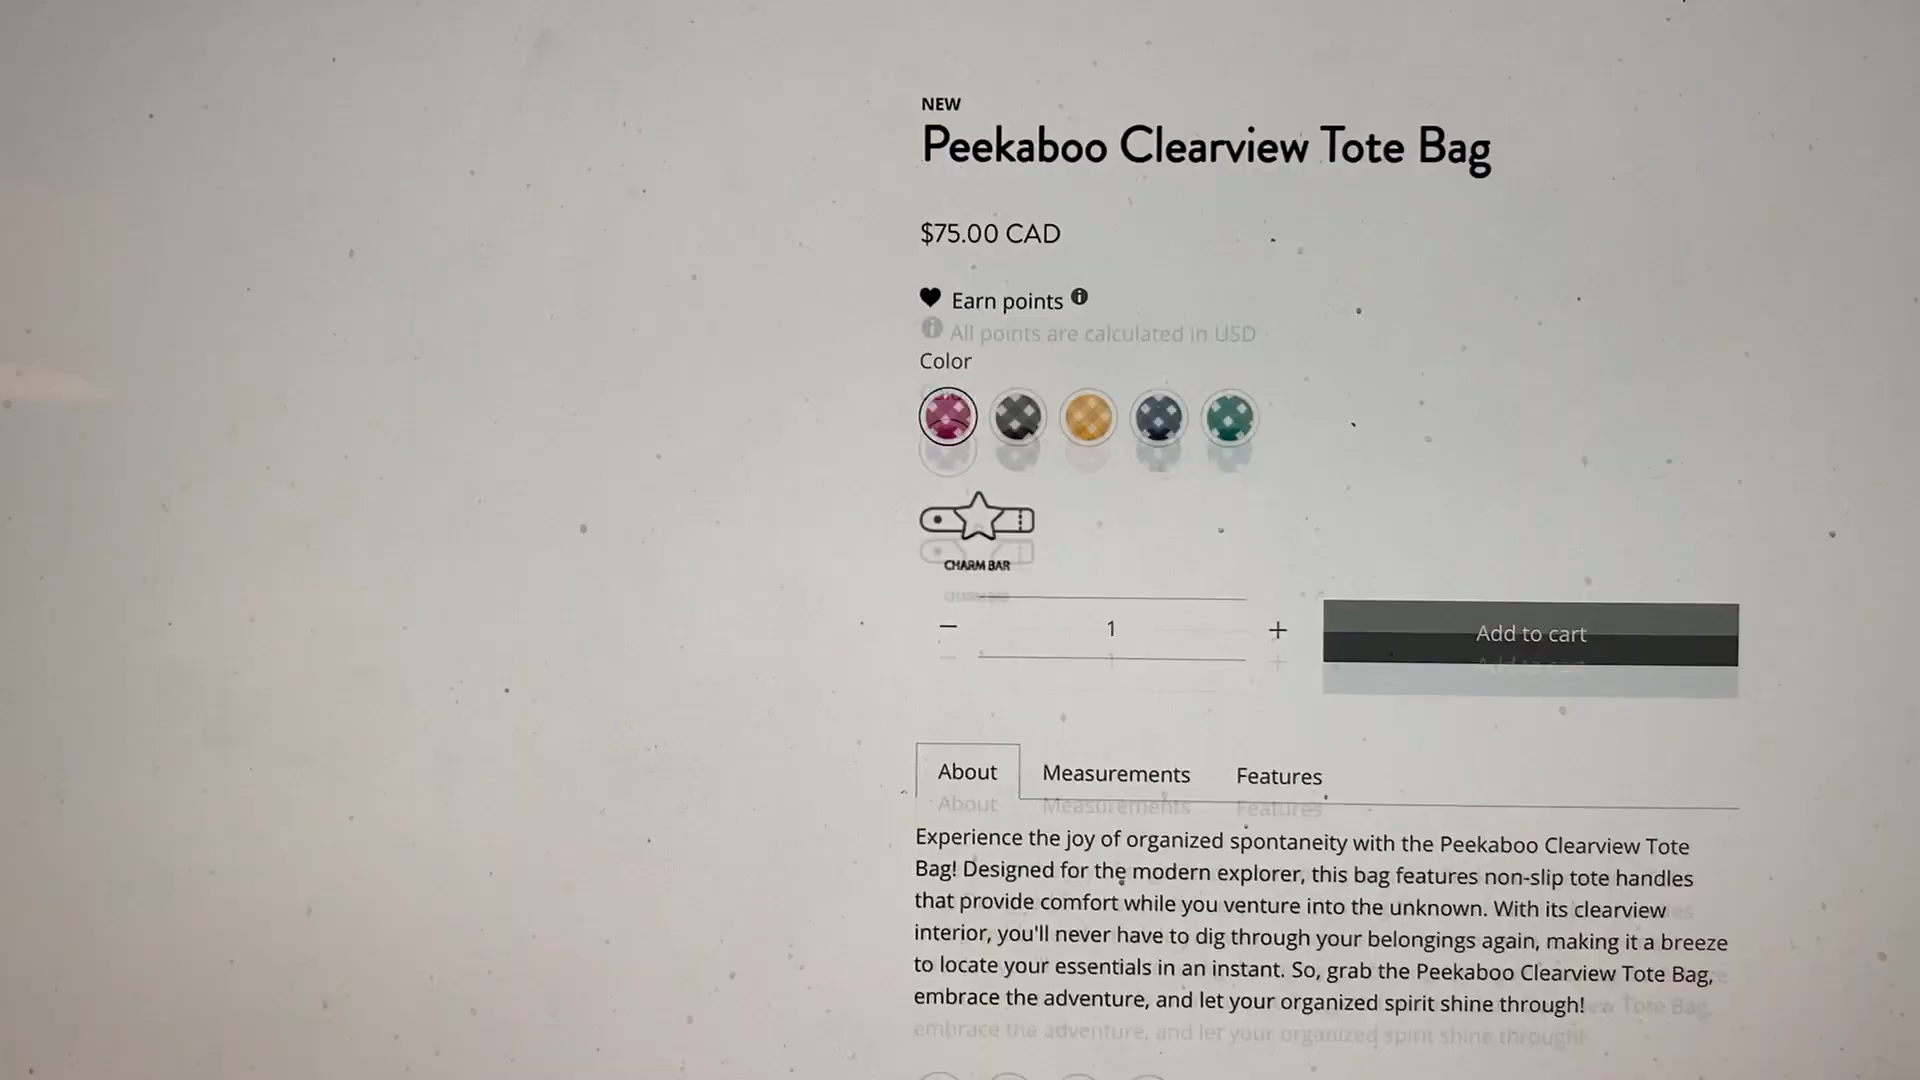 NEW
Peekaboo Clearview Tote Bag
$75.00 CAD
Earn points
All points are calculated in USD
Color
CHARM BAR
1
Add to cart
About Measurements Features
Experience the joy of organized spontaneity with the Peekaboo Clearview Tote
Bag! Designed for the modern explorer, this bag features non-slip tote handles
that provide comfort while you venture into the unknown. With its clearview
interior, you'll never have to dig through your belongings again, making it a breeze
to locate your essentials in an instant. So, grab the Peekaboo Clearview Tote Bag,
embrace the adventure, and let your organized spirit shine through!